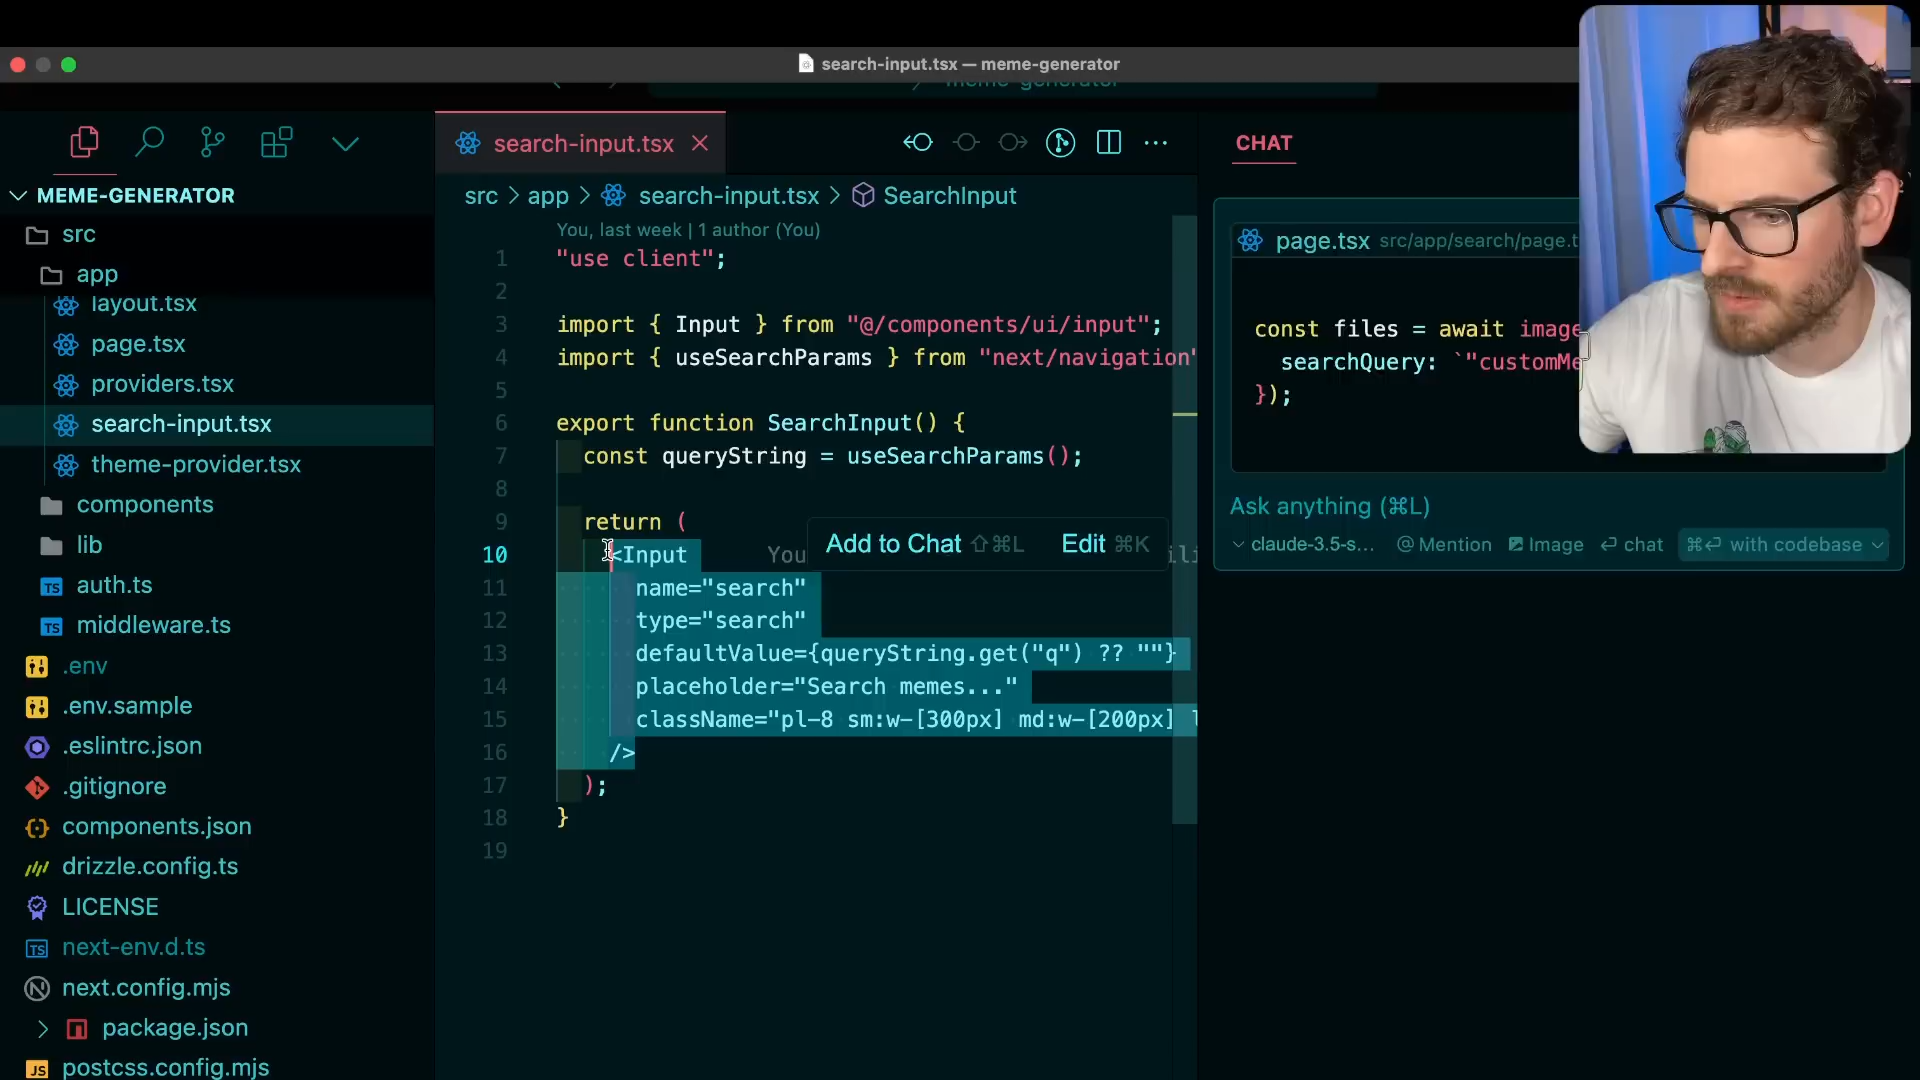 search-input.tsx — meme-generator
MEME-GENERATOR
src
app
layout.tsx
page.tsx
providers.tsx
search-input.tsx
theme-provider.tsx
components
lib
auth.ts
middleware.ts
.env
.env.sample
.eslintrc.json
.gitignore
components.json
drizzle.config.ts
LICENSE
next-env.d.ts
next.config.mjs
package.json
postcss.config.mjs
search-input.tsx
src > app > search-input.tsx > SearchInput
You, last week | 1 author (You)
1 "use client";
2
3 import { Input } from "@/components/ui/input";
4 import { useSearchParams } from "next/navigation"
5
6 export function SearchInput() {
7 const queryString = useSearchParams();
8
9 return (
10 <Input You
Add to Chat ⇧⌘L Edit ⌘K
11 name="search"
12 type="search"
13 defaultValue={queryString.get("q") ?? ""}
14 placeholder="Search memes..."
15 className="pl-8 sm:w-[300px] md:w-[200px]
16 />
17 );
18 }
19
CHAT
page.tsx src/app/search/page.t
const files = await image
searchQuery: `"customMe
});
Ask anything (⌘L)
claude-3.5-s... @ Mention Image ⏎ chat ⌘⏎ with codebase